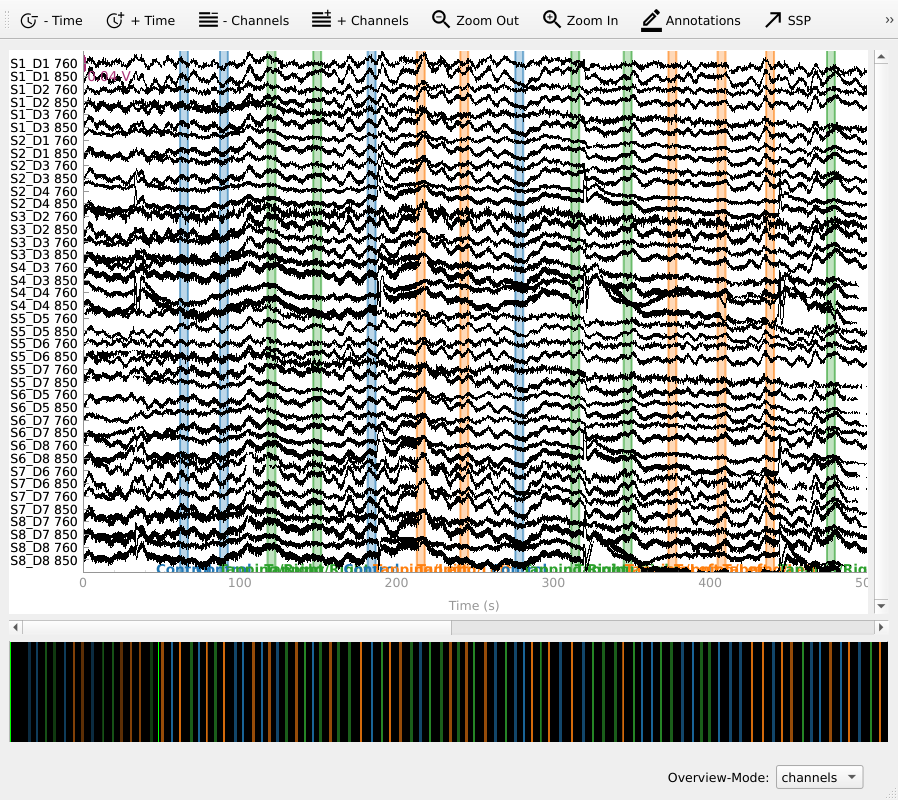 - Time + Time - Channels + Channels Zoom Out Zoom In Annotations SSP »
S1_D1 760
S1_D1 850
S1_D2 760
S1_D2 850
S1_D3 760
S1_D3 850
S2_D1 760
S2_D1 850
S2_D3 760
S2_D3 850
S2_D4 760
S2_D4 850
S3_D2 760
S3_D2 850
S3_D3 760
S3_D3 850
S4_D3 760
S4_D3 850
S4_D4 760
S4_D4 850
S5_D5 760
S5_D5 850
S5_D6 760
S5_D6 850
S5_D7 760
S5_D7 850
S6_D5 760
S6_D5 850
S6_D7 760
S6_D7 850
S6_D8 760
S6_D8 850
S7_D6 760
S7_D6 850
S7_D7 760
S7_D7 850
S8_D7 760
S8_D7 850
S8_D8 760
S8_D8 850
0 100 200 300 400 50
Time (s)
Overview-Mode: channels